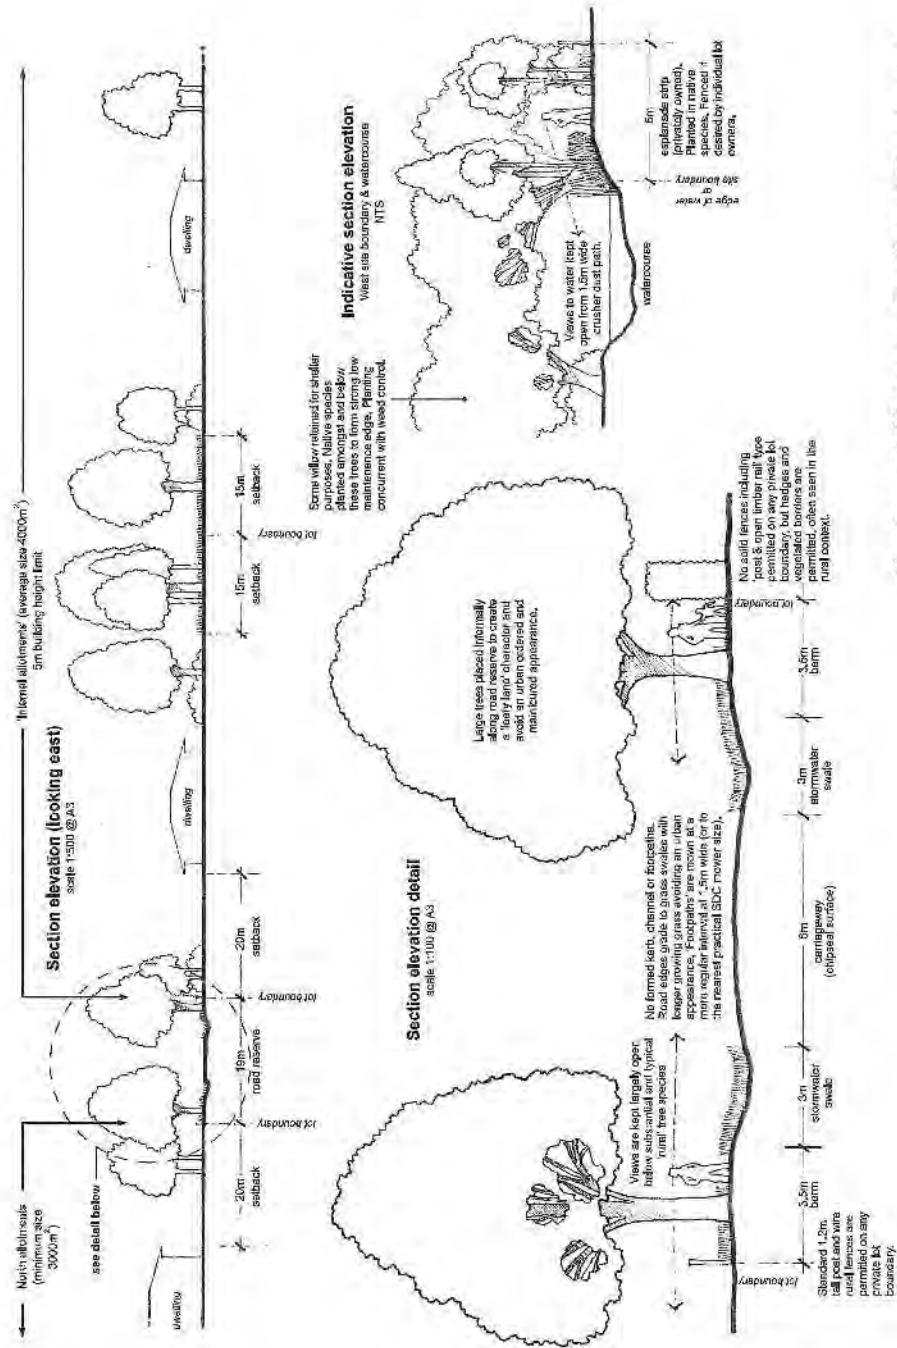 North allotments
(minimum size
3000m²)
'Internal allotments' (average size 4000m²)
5m building height limit
Section elevation (looking east)
scale 1:500 @ A3
see detail below
dwelling
20m
setback
lot boundary
19m
road reserve
lot boundary
20m
setback
dwelling
15m
setback
lot boundary
15m
setback
dwelling
Indicative section elevation
West site boundary & watercourse
NTS
Some willow retained for shelter
purposes. Native species
planted amongst and below
these trees to form strong low
maintenance edge. Planting
concurrent with weed control.
Views to water kept
open from 1.5m wide
crusher dust path.
watercourse
edge of water
or
site boundary
5m
esplanade strip
(privately owned).
Planted in native
species. Fenced if
desired by individual lot
owners.
Section elevation detail
scale 1:100 @ A3
Views are kept largely open
below substantial and typical
'rural' tree species
No formed kerb, channel or footpaths.
Road edges grade to grass swales with
longer growing grass avoiding an urban
appearance. 'Footpaths' are mown at a
more regular interval at 1.5m wide (or to
the nearest practical SDC mower size).
Large trees placed informally
along road reserve to create
a 'leafy land' character and
avoid an urban ordered and
manicured appearance.
lot boundary
Standard 1.2m
tall post and wire
rural fences are
permitted on any
private lot
boundary.
3.5m
berm
3m
stormwater
swale
6m
carriageway
(chipseal surface)
3m
stormwater
swale
3.5m
berm
lot boundary
No solid fences including
'post & open timber rail' type
permitted on any private lot
boundary, but hedges and
vegetated borders are
permitted, often seen in the
rural context.